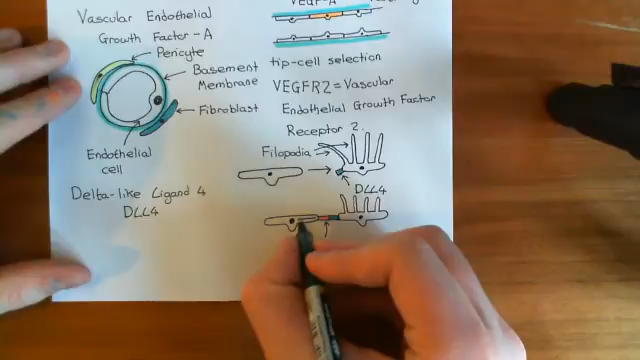 Vascular Endothelial
Growth Factor-A
Pericyte
Basement
Membrane
Fibroblast
Endothelial
cell
Delta-like Ligand 4
DLL4
VEGF-A
tip-cell selection
VEGFR2 = Vascular
Endothelial Growth Factor
Receptor 2.
Filopodia
DLL4